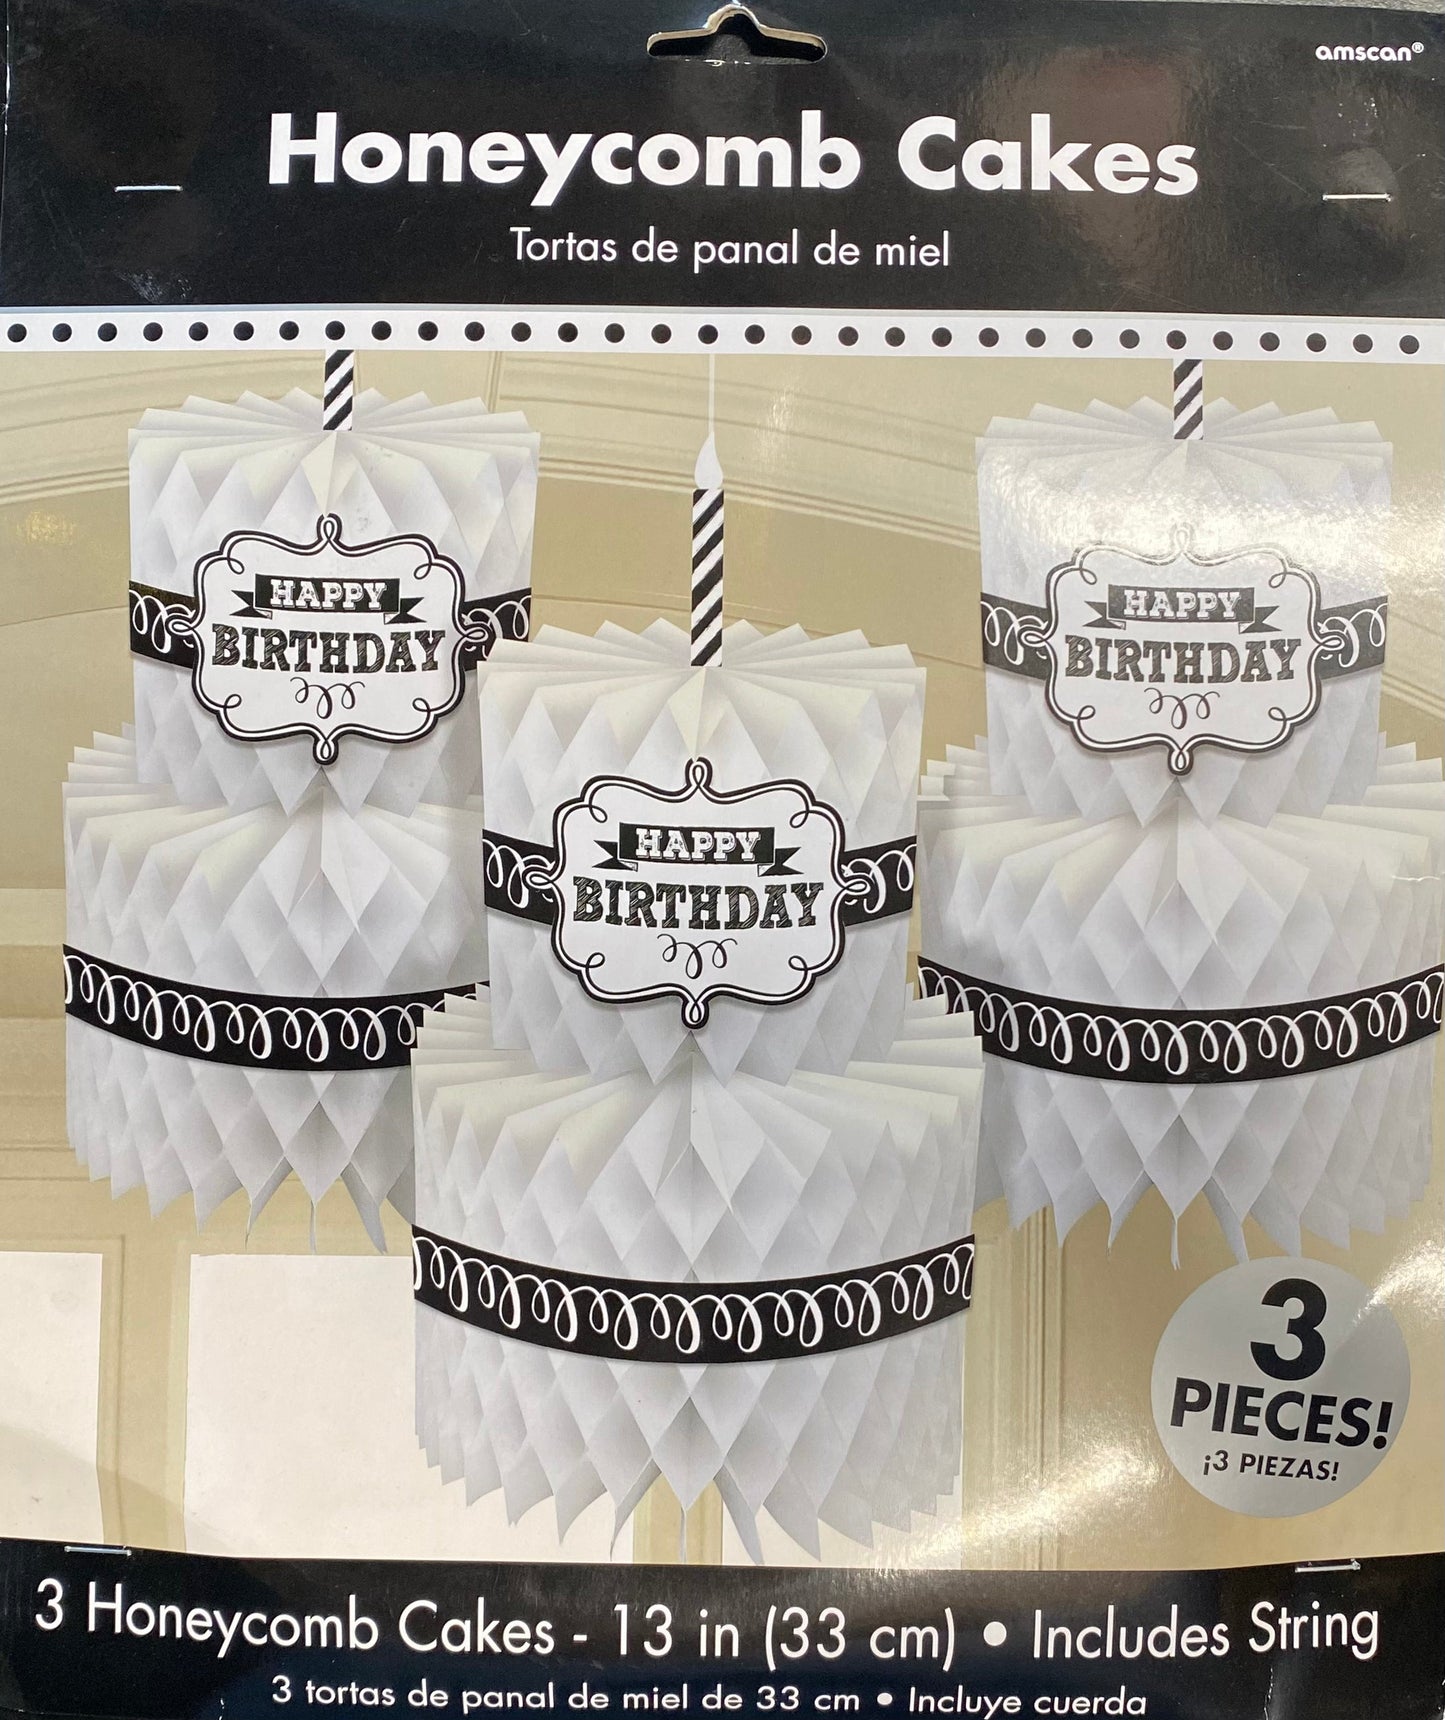 amscan®
Honeycomb Cakes
Tortas de panal de miel
HAPPY
BIRTHDAY
HAPPY
BIRTHDAY
HAPPY
BIRTHDAY
3
PIECES!
¡3 PIEZAS!
3 Honeycomb Cakes - 13 in (33 cm) • Includes String
3 tortas de panal de miel de 33 cm • Incluye cuerda